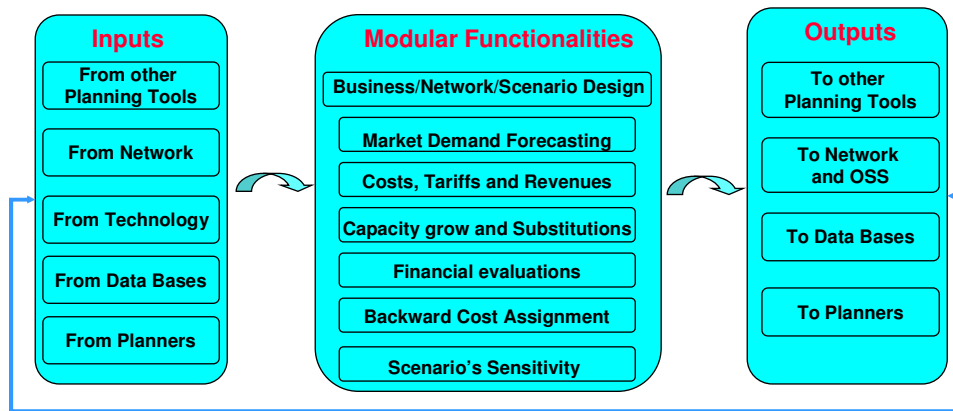 Inputs
From other
Planning Tools
From Network
From Technology
From Data Bases
From Planners
Modular Functionalities
Business/Network/Scenario Design
Market Demand Forecasting
Costs, Tariffs and Revenues
Capacity grow and Substitutions
Financial evaluations
Backward Cost Assignment
Scenario's Sensitivity
Outputs
To other
Planning Tools
To Network
and OSS
To Data Bases
To Planners